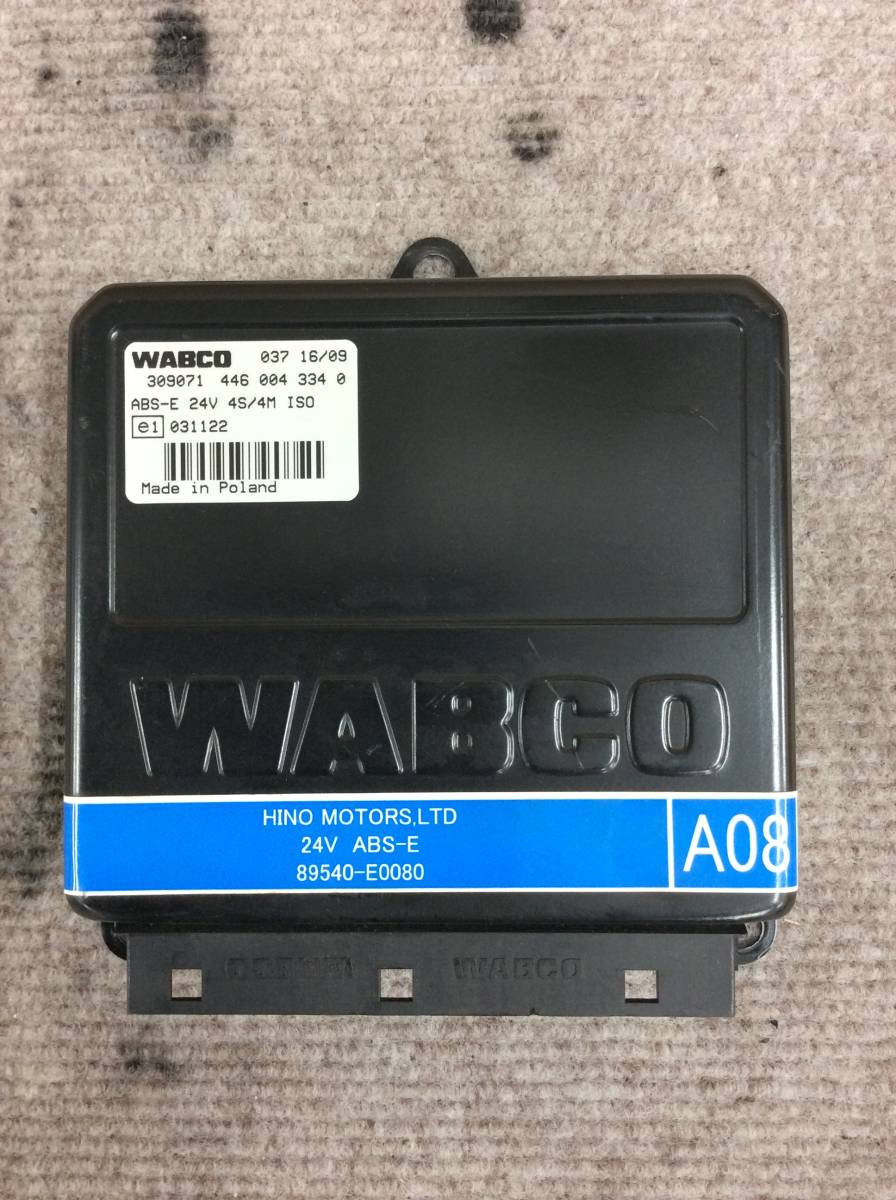 WABCO 037 16/09
309071 446 004 334 0
ABS-E 24V 4S/4M ISO
e1 031122
Made in Poland
WABCO
HINO MOTORS,LTD
24V ABS-E
89540-E0080
A08
WABCO